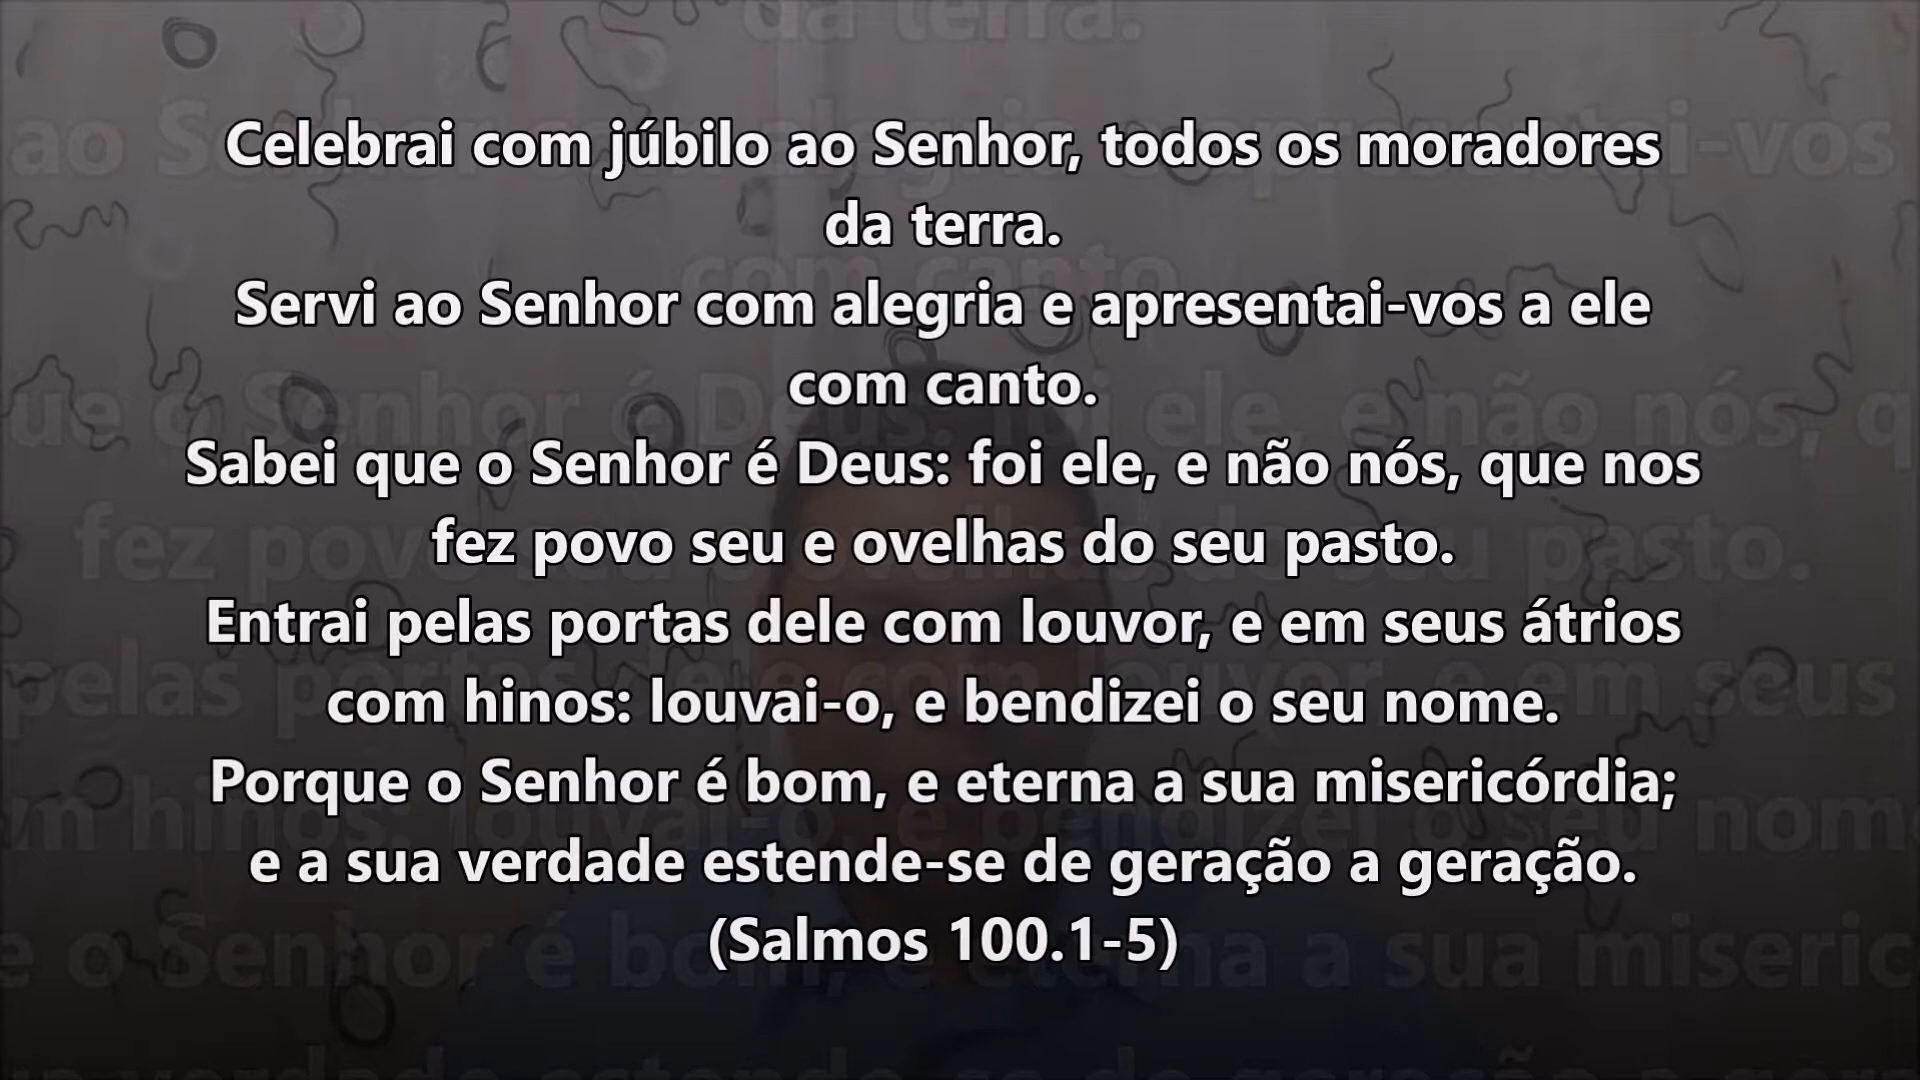 Celebrai com júbilo ao Senhor, todos os moradores
da terra.
Servi ao Senhor com alegria e apresentai-vos a ele
com canto.
Sabei que o Senhor é Deus: foi ele, e não nós, que nos
fez povo seu e ovelhas do seu pasto.
Entrai pelas portas dele com louvor, e em seus átrios
com hinos: louvai-o, e bendizei o seu nome.
Porque o Senhor é bom, e eterna a sua misericórdia;
e a sua verdade estende-se de geração a geração.
(Salmos 100.1-5)